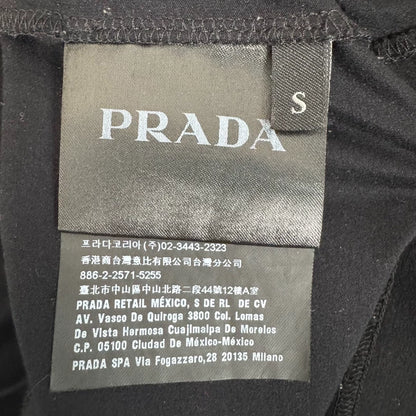 PRADA
S
프라다코리아(주)02-3443-2323
香港商台灣意比有限公司台灣分公司
886-2-2571-5255
臺北市中山區中山北路二段44號12樓A室
PRADA RETAIL MÉXICO, S DE RL DE CV
AV. Vasco De Quiroga 3800 Col. Lomas
De Vista Hermosa Cuajimalpa De Morelos
C.P. 05100 Ciudad De México-México
PRADA SPA Via Fogazzaro,28 20135 Milano